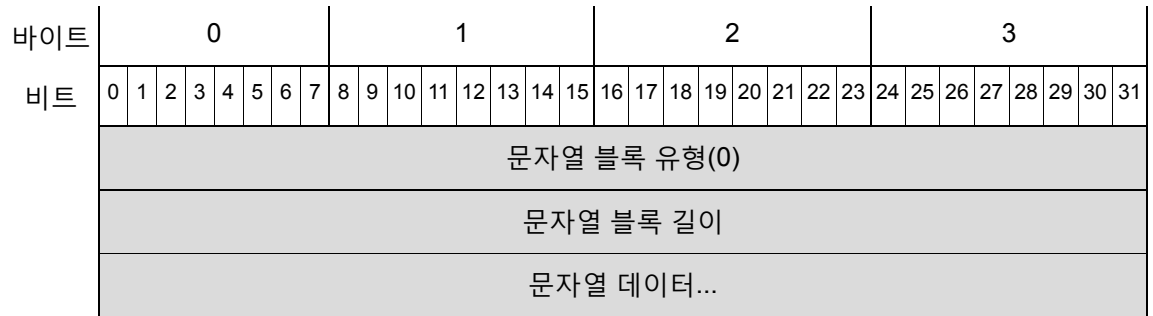 바이트 0 1 2 3
비트 0 1 2 3 4 5 6 7 8 9 10 11 12 13 14 15 16 17 18 19 20 21 22 23 24 25 26 27 28 29 30 31
문자열 블록 유형(0)
문자열 블록 길이
문자열 데이터...